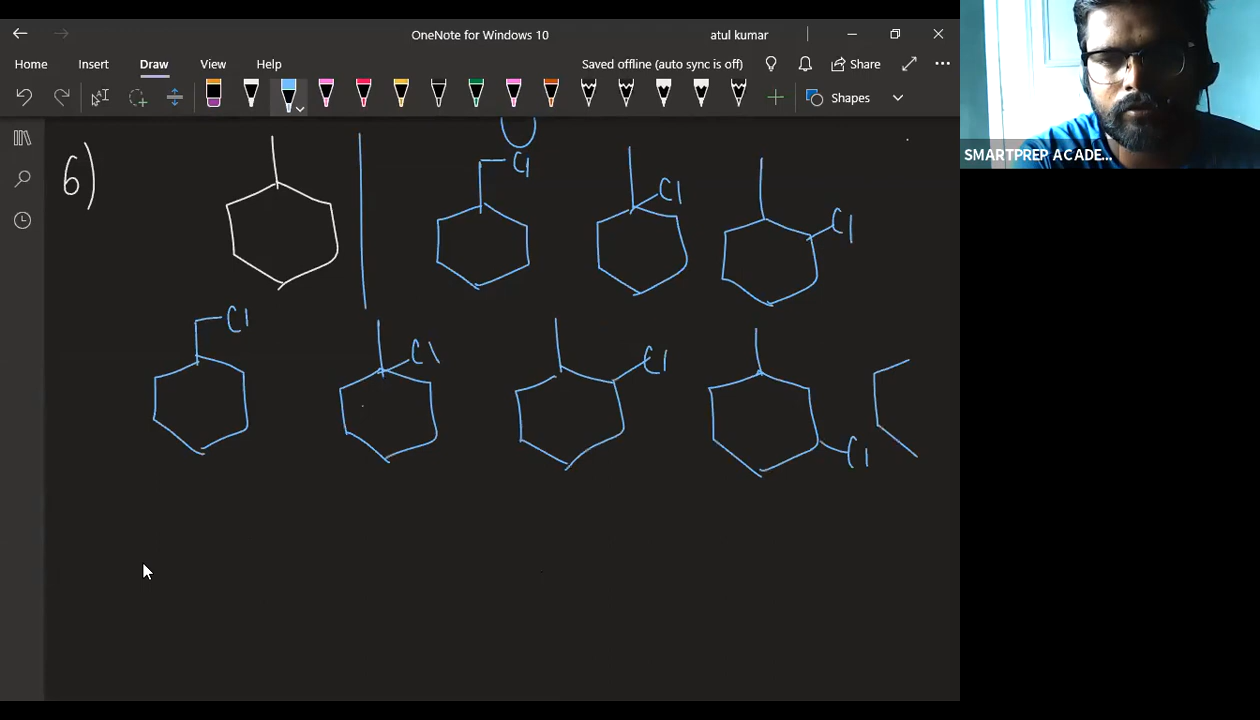 OneNote for Windows 10
atul kumar
Home Insert Draw View Help
Saved offline (auto sync is off)
Share
Shapes
SMARTPREP ACADE...
6)
Cl Cl Cl
Cl Cl Cl
Cl